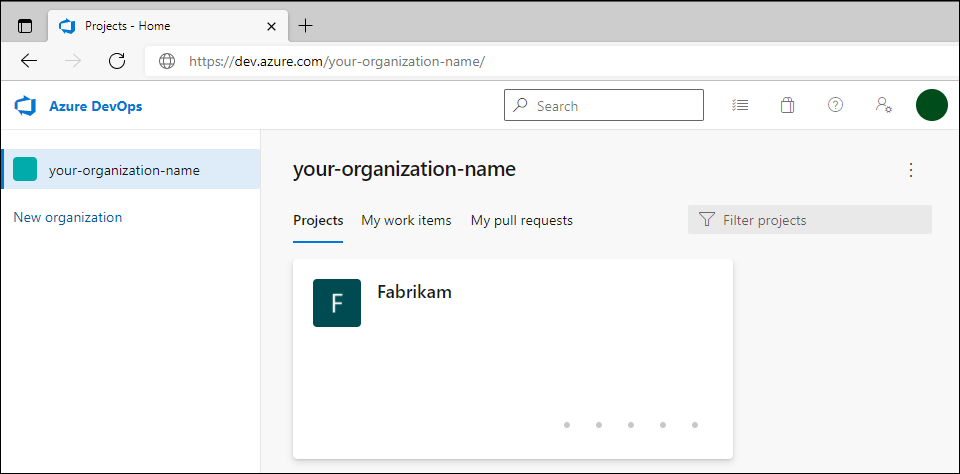 Projects - Home
https://dev.azure.com/your-organization-name/
Azure DevOps
Search
your-organization-name
New organization
your-organization-name
Projects My work items My pull requests
Filter projects
F
Fabrikam